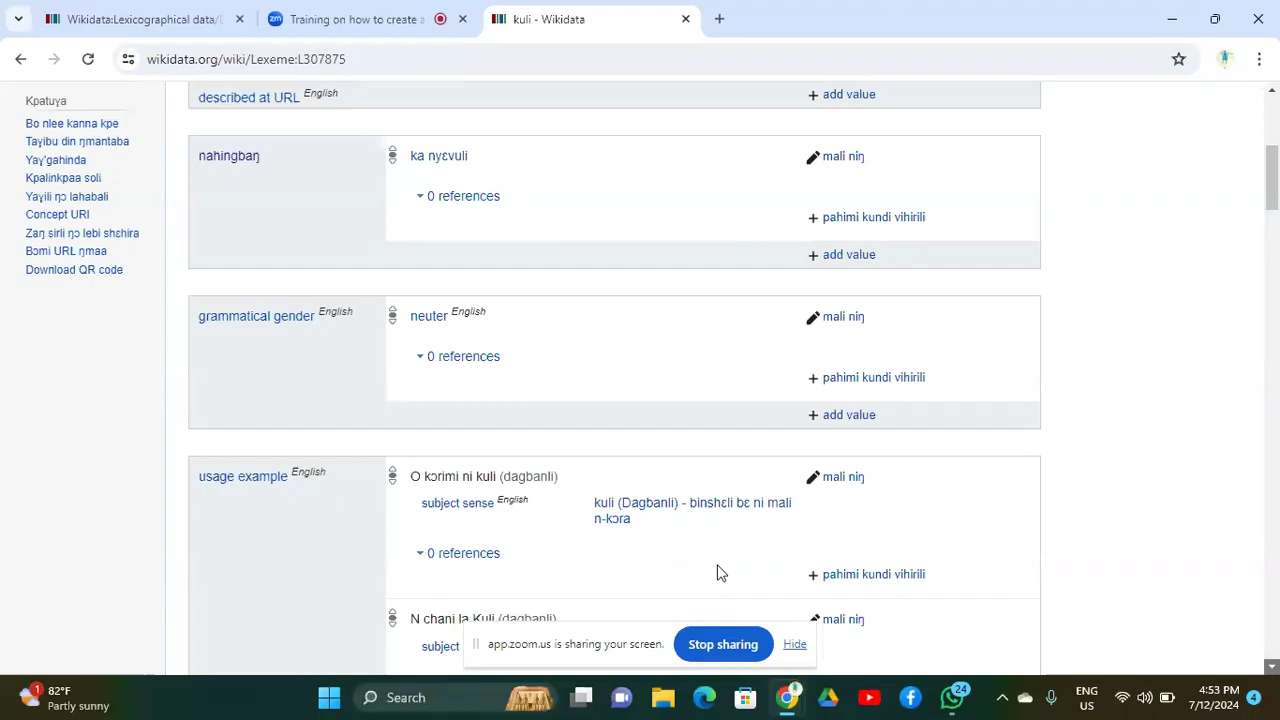 Wikidata:Lexicographical data/
Training on how to create a
kuli - Wikidata
wikidata.org/wiki/Lexeme:L307875
Kpatuɣa
Bo nlee kanna kpe
Taɣibu din ŋmantaba
Yaɣ'gahinda
Kpalinkpaa soli
Yaɣili ŋɔ lahabali
Concept URI
Zaŋ sirli ŋɔ lebi shɛhira
Bɔmi URL ŋmaa
Download QR code
described at URL English
+ add value
nahingbaŋ
ka nyɛvuli
mali niŋ
0 references
+ pahimi kundi vihirili
+ add value
grammatical gender English
neuter English
mali niŋ
0 references
+ pahimi kundi vihirili
+ add value
usage example English
O kɔrimi ni kuli (dagbanli)
mali niŋ
subject sense English
kuli (Dagbanli) - binshɛli bɛ ni mali
n-kɔra
0 references
+ pahimi kundi vihirili
N chani la Kuli (dagbanli)
mali niŋ
subject
app.zoom.us is sharing your screen.
Stop sharing
Hide
1
82°F
Partly sunny
Search
24
ENG
US
4:53 PM
7/12/2024
4